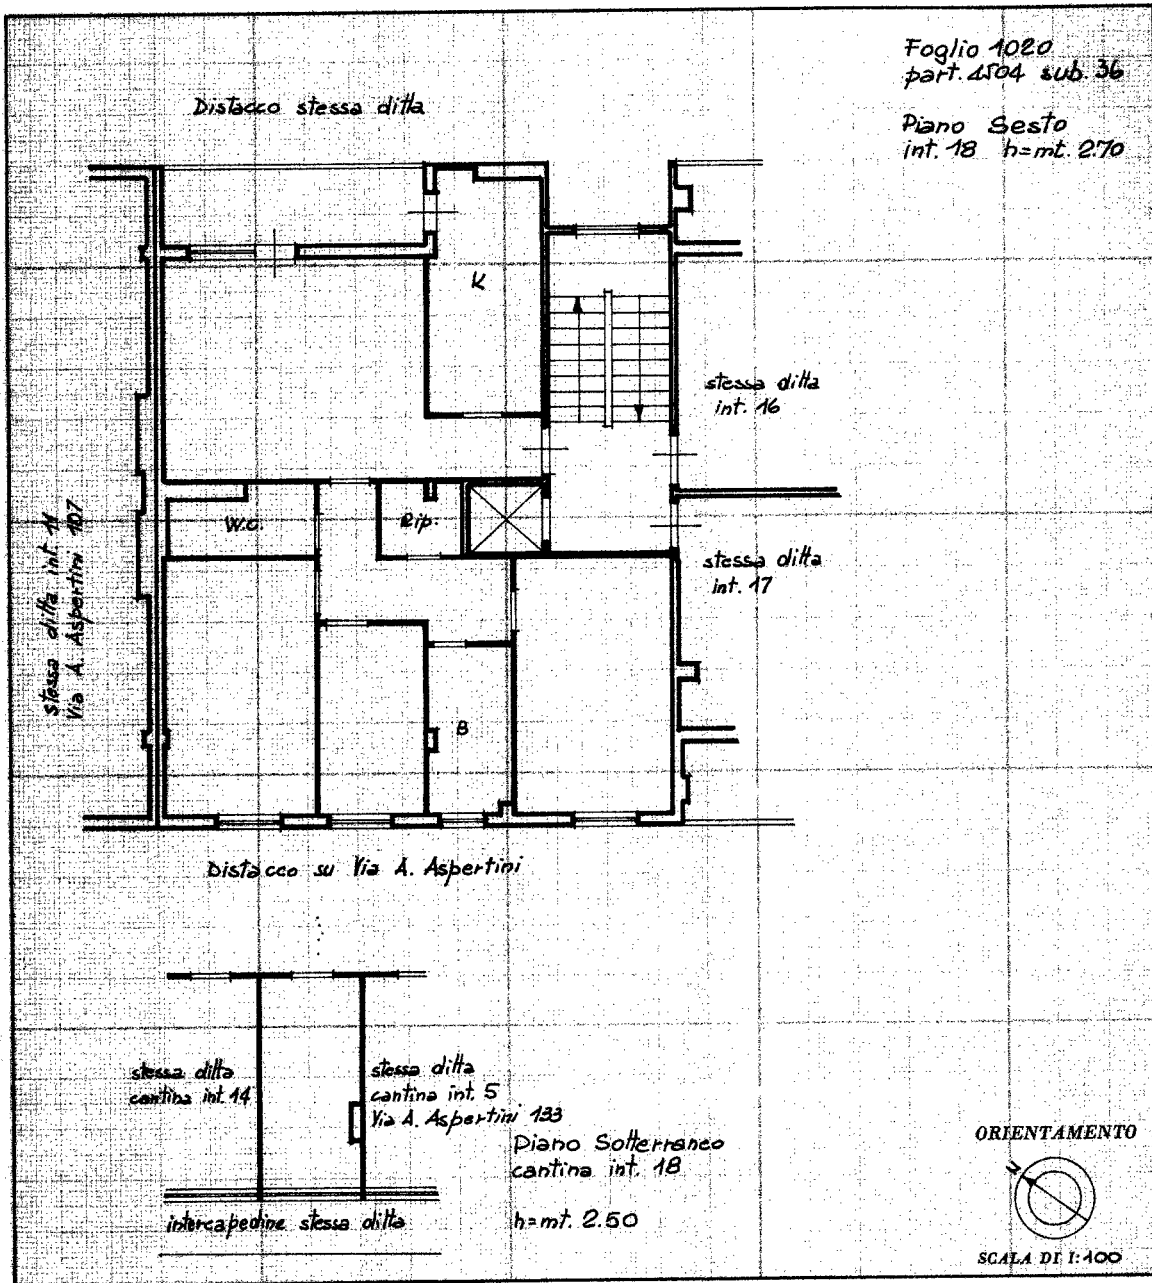 Foglio 1020
part. 1504 sub. 36
Piano Sesto
int. 18 h=mt. 2.70
Distacco stessa ditta
K
stessa ditta
int. 16
W.C.
Rip.
stessa ditta
int. 17
stessa ditta int. 11
Via A. Aspertini 107
B
Distacco su Via A. Aspertini
stessa ditta
cantina int. 14
stessa ditta
cantina int. 5
Via A. Aspertini 133
Piano Sotterraneo
cantina int. 18
h=mt. 2.50
intercapedine stessa ditta
ORIENTAMENTO
N
SCALA DI 1:100